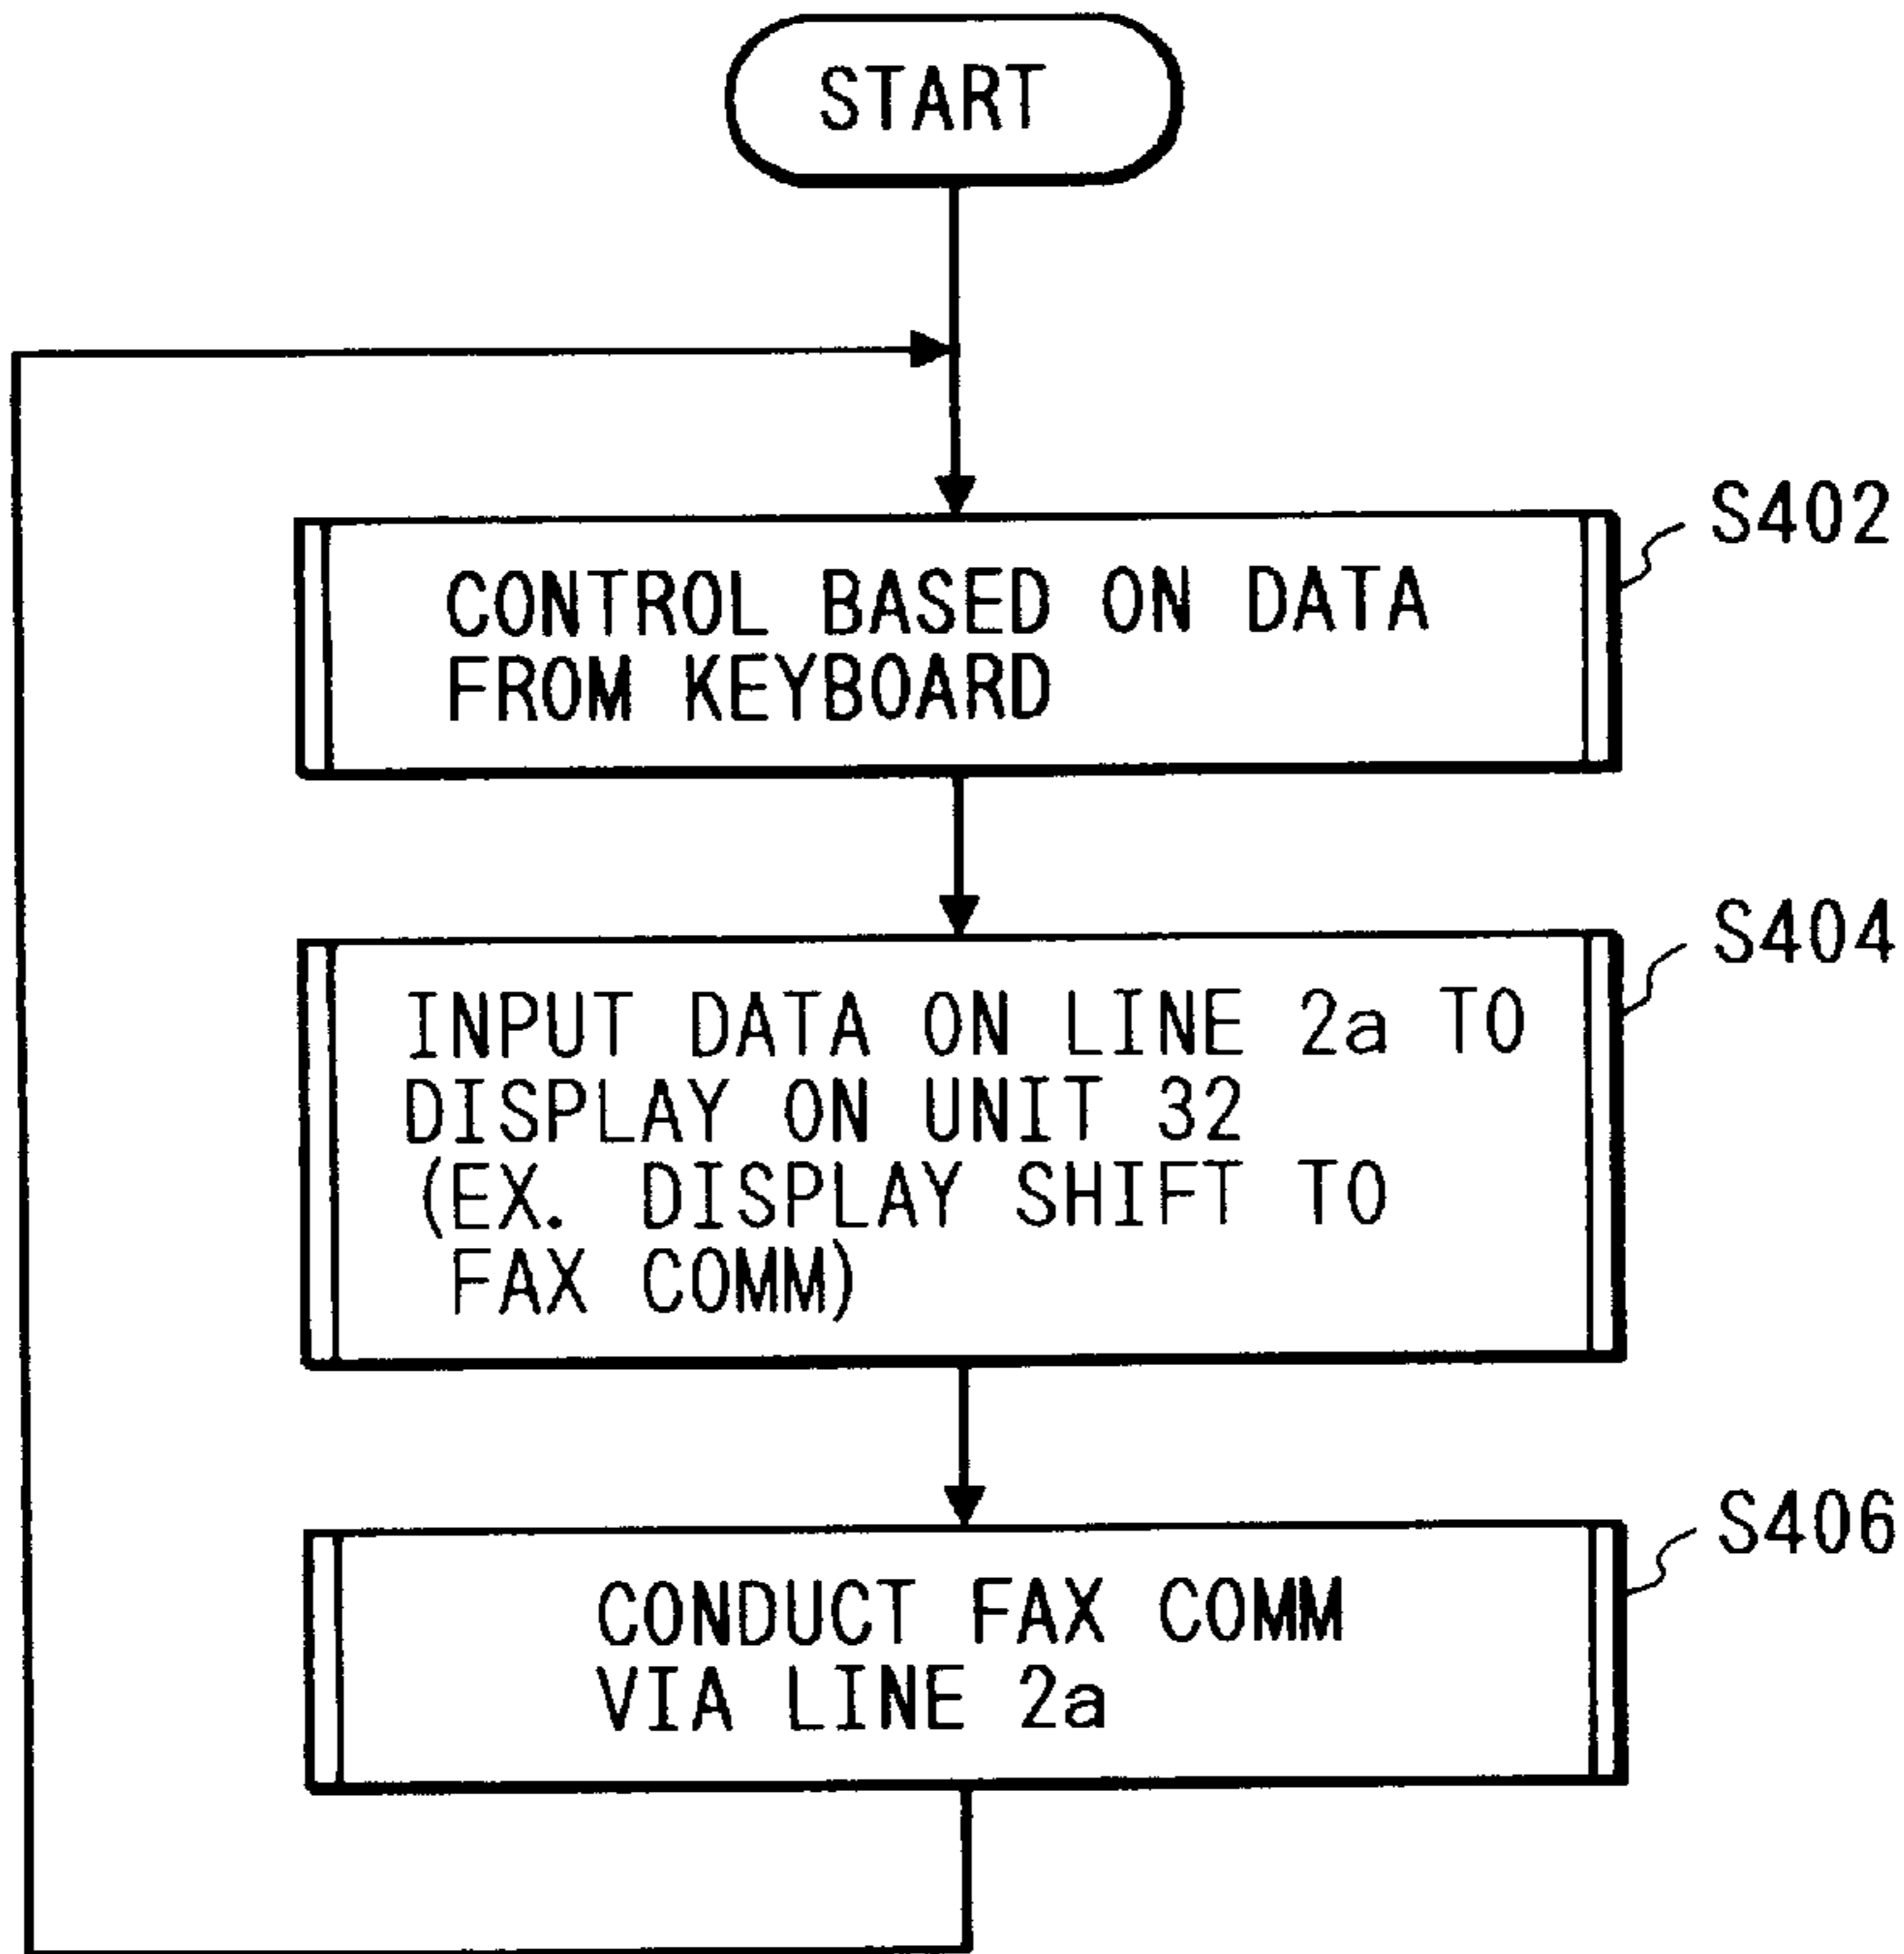 START
S402
CONTROL BASED ON DATA
FROM KEYBOARD
S404
INPUT DATA ON LINE 2a TO
DISPLAY ON UNIT 32
(EX. DISPLAY SHIFT TO
FAX COMM)
S406
CONDUCT FAX COMM
VIA LINE 2a